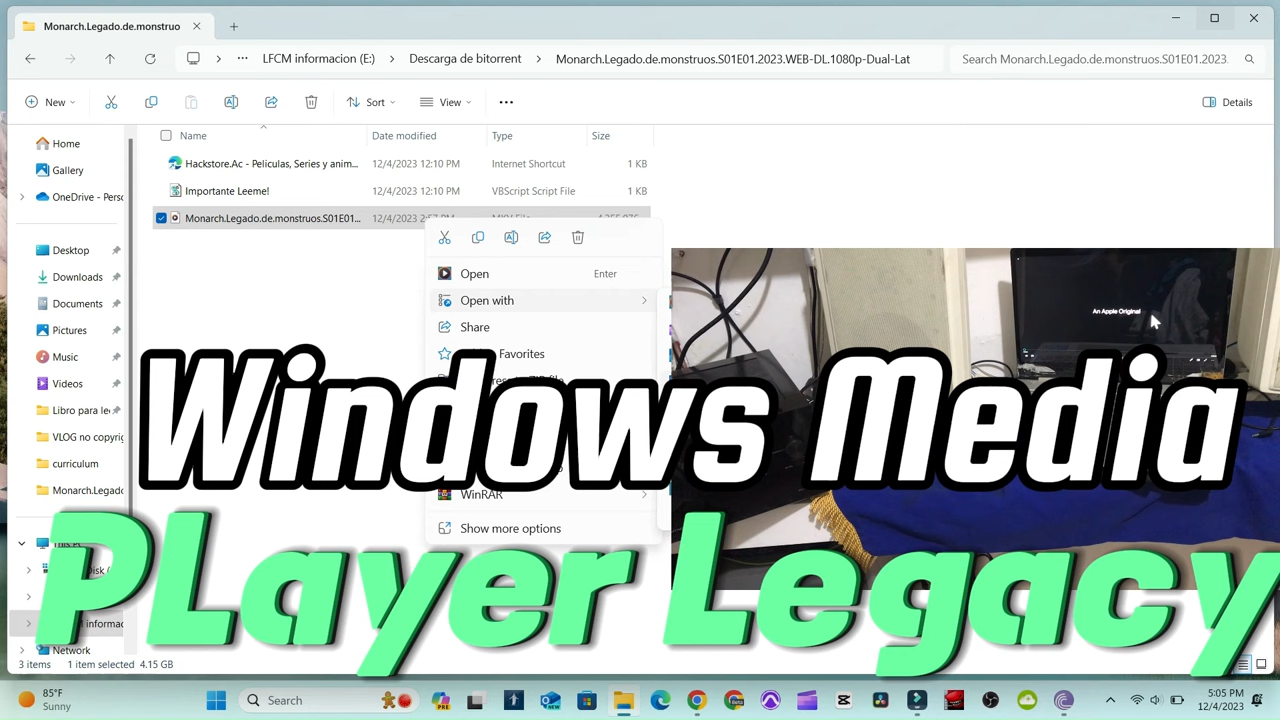 Monarch.Legado.de.monstruo
LFCM informacion (E:) Descarga de bitorrent Monarch.Legado.de.monstruos.S01E01.2023.WEB-DL.1080p-Dual-Lat Search Monarch.Legado.de.monstruos.S01E01.2023.
New Sort View Details
Name Date modified Type Size
Home
Hackstore.Ac - Peliculas, Series y anim... 12/4/2023 12:10 PM Internet Shortcut 1 KB
Gallery
Importante Leeme! 12/4/2023 12:10 PM VBScript Script File 1 KB
OneDrive - Perso
Monarch.Legado.de.monstruos.S01E01...
Desktop
Open Enter
Downloads
Open with
Documents
An Apple Original
Share
Pictures
Favorites
Music
Videos
Libro para le
Windows Media
VLOG no copyrig
curriculum
Monarch.Legado
WinRAR
Show more options
PLayer Legacy
Network
3 items 1 item selected 4.15 GB
85°F
Sunny
Search
PRE
NEW
Beta
5:05 PM
12/4/2023